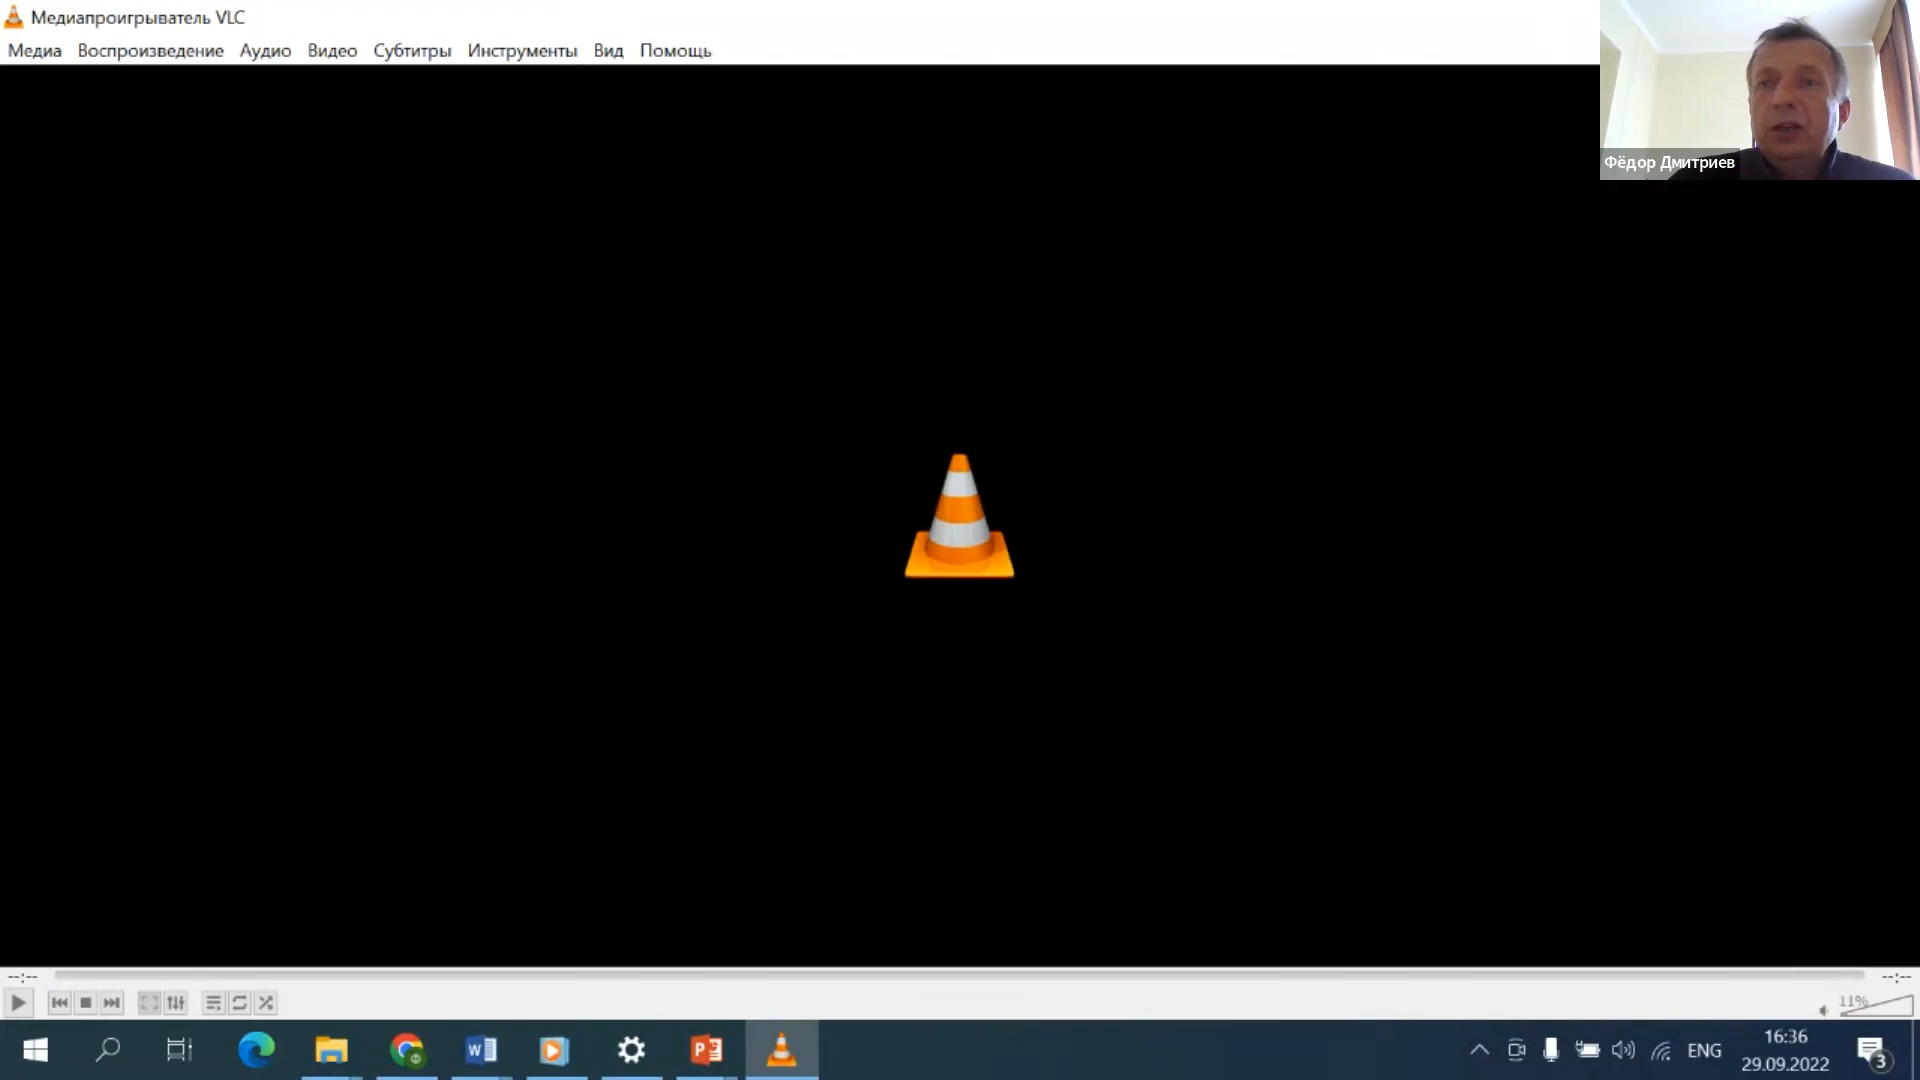 Медиапроигрыватель VLC
Медиа Воспроизведение Аудио Видео Субтитры Инструменты Вид Помощь
Фёдор Дмитриев
--:-- --:--
11%
ENG
16:36
29.09.2022
3